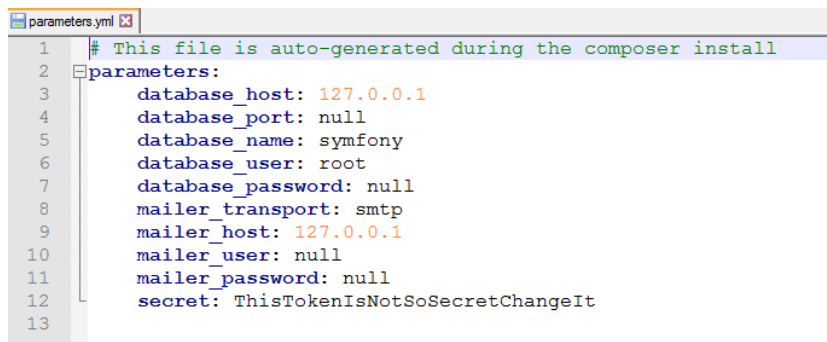 parameters.yml
1 # This file is auto-generated during the composer install
2 parameters:
3 database_host: 127.0.0.1
4 database_port: null
5 database_name: symfony
6 database_user: root
7 database_password: null
8 mailer_transport: smtp
9 mailer_host: 127.0.0.1
10 mailer_user: null
11 mailer_password: null
12 secret: ThisTokenIsNotSoSecretChangeIt
13